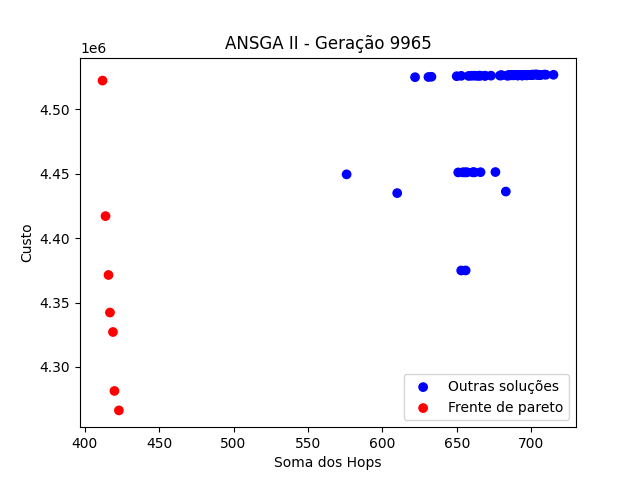 ANSGA II - Geração 9965
1e6
4.50
4.45
4.40
4.35
4.30
Custo
400 450 500 550 600 650 700
Soma dos Hops
Outras soluções
Frente de pareto